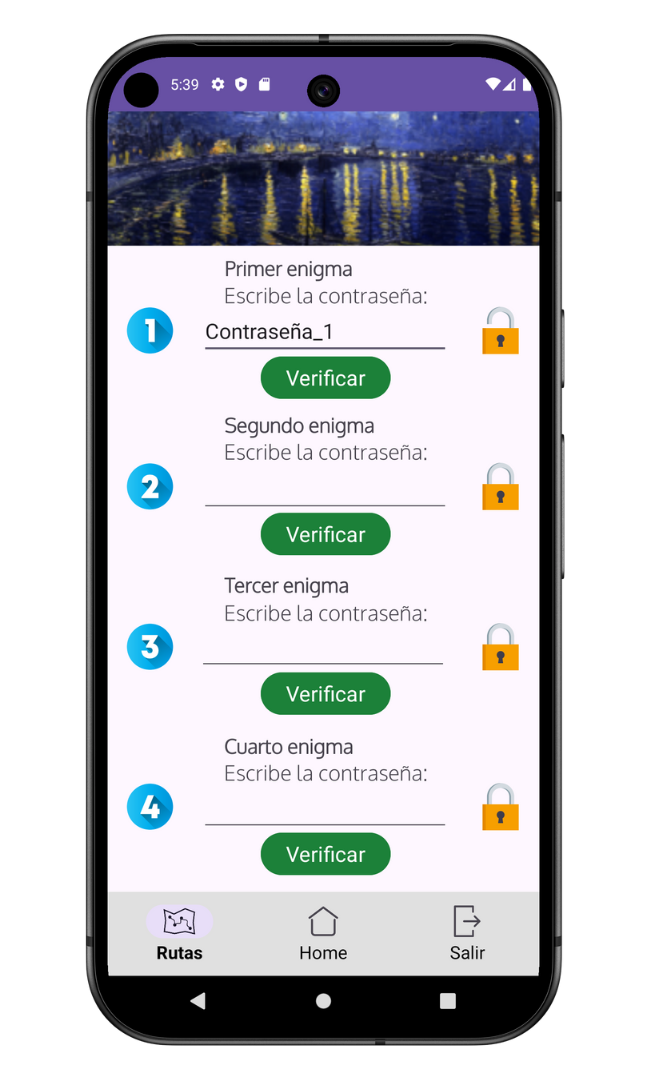 5:39
Primer enigma
Escribe la contraseña:
1
Contraseña_1
Verificar
Segundo enigma
Escribe la contraseña:
2
Verificar
Tercer enigma
Escribe la contraseña:
3
Verificar
Cuarto enigma
Escribe la contraseña:
4
Verificar
Rutas
Home
Salir